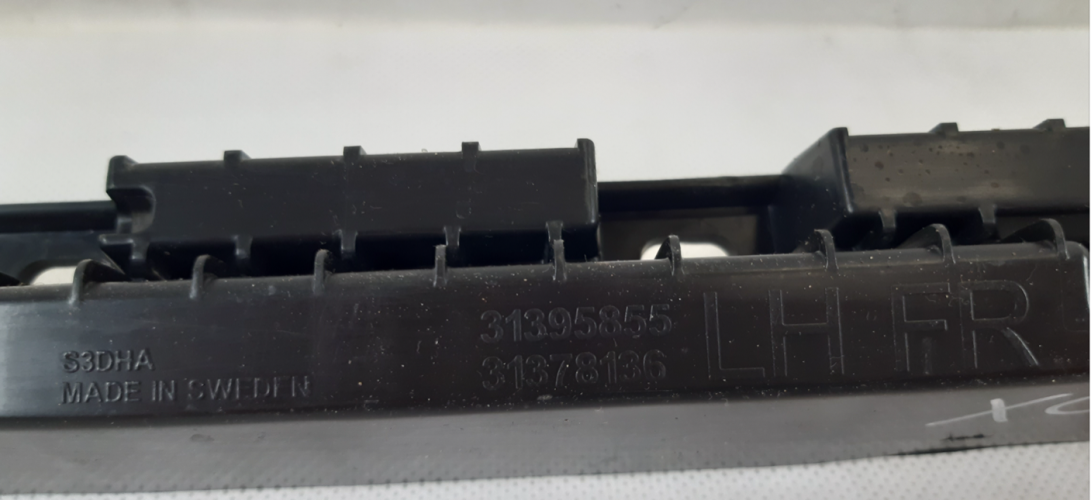 31395855 LH FR
31378136
S3DHA
MADE IN SWEDEN